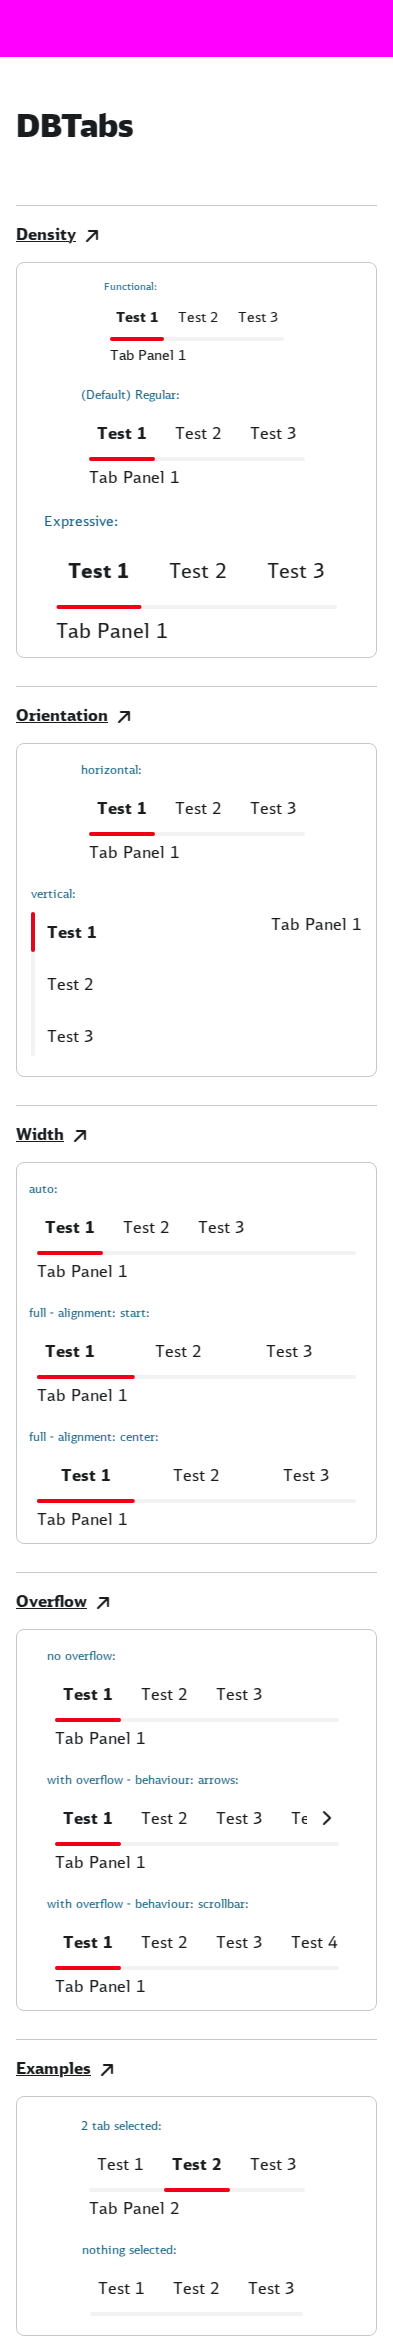 DBTabs
Density
Functional:
Test 1 Test 2 Test 3
Tab Panel 1
(Default) Regular:
Test 1 Test 2 Test 3
Tab Panel 1
Expressive:
Test 1 Test 2 Test 3
Tab Panel 1
Orientation
horizontal:
Test 1 Test 2 Test 3
Tab Panel 1
vertical:
Test 1 Tab Panel 1
Test 2
Test 3
Width
auto:
Test 1 Test 2 Test 3
Tab Panel 1
full - alignment: start:
Test 1 Test 2 Test 3
Tab Panel 1
full - alignment: center:
Test 1 Test 2 Test 3
Tab Panel 1
Overflow
no overflow:
Test 1 Test 2 Test 3
Tab Panel 1
with overflow - behaviour: arrows:
Test 1 Test 2 Test 3 Te
Tab Panel 1
with overflow - behaviour: scrollbar:
Test 1 Test 2 Test 3 Test 4
Tab Panel 1
Examples
2 tab selected:
Test 1 Test 2 Test 3
Tab Panel 2
nothing selected:
Test 1 Test 2 Test 3